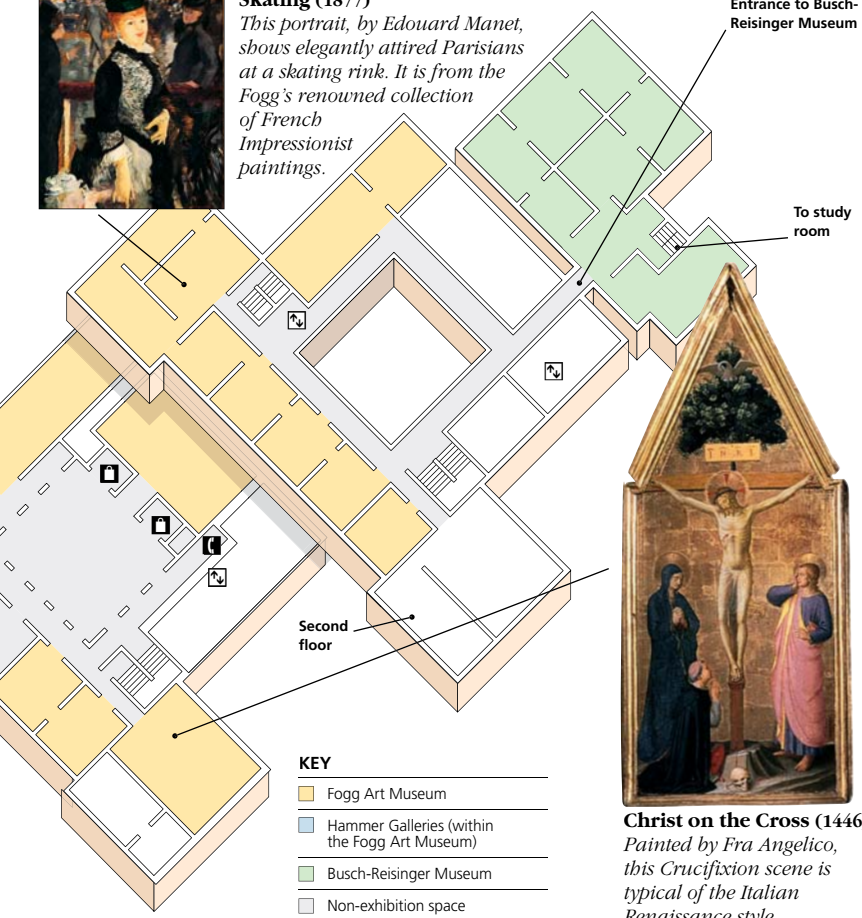 Skating (1877)
This portrait, by Edouard Manet,
shows elegantly attired Parisians
at a skating rink. It is from the
Fogg's renowned collection
of French
Impressionist
paintings.
Entrance to Busch-
Reisinger Museum
To study
room
Second
floor
KEY
Fogg Art Museum
Hammer Galleries (within
the Fogg Art Museum)
Busch-Reisinger Museum
Non-exhibition space
Christ on the Cross (1446
Painted by Fra Angelico,
this Crucifixion scene is
typical of the Italian
Renaissance style